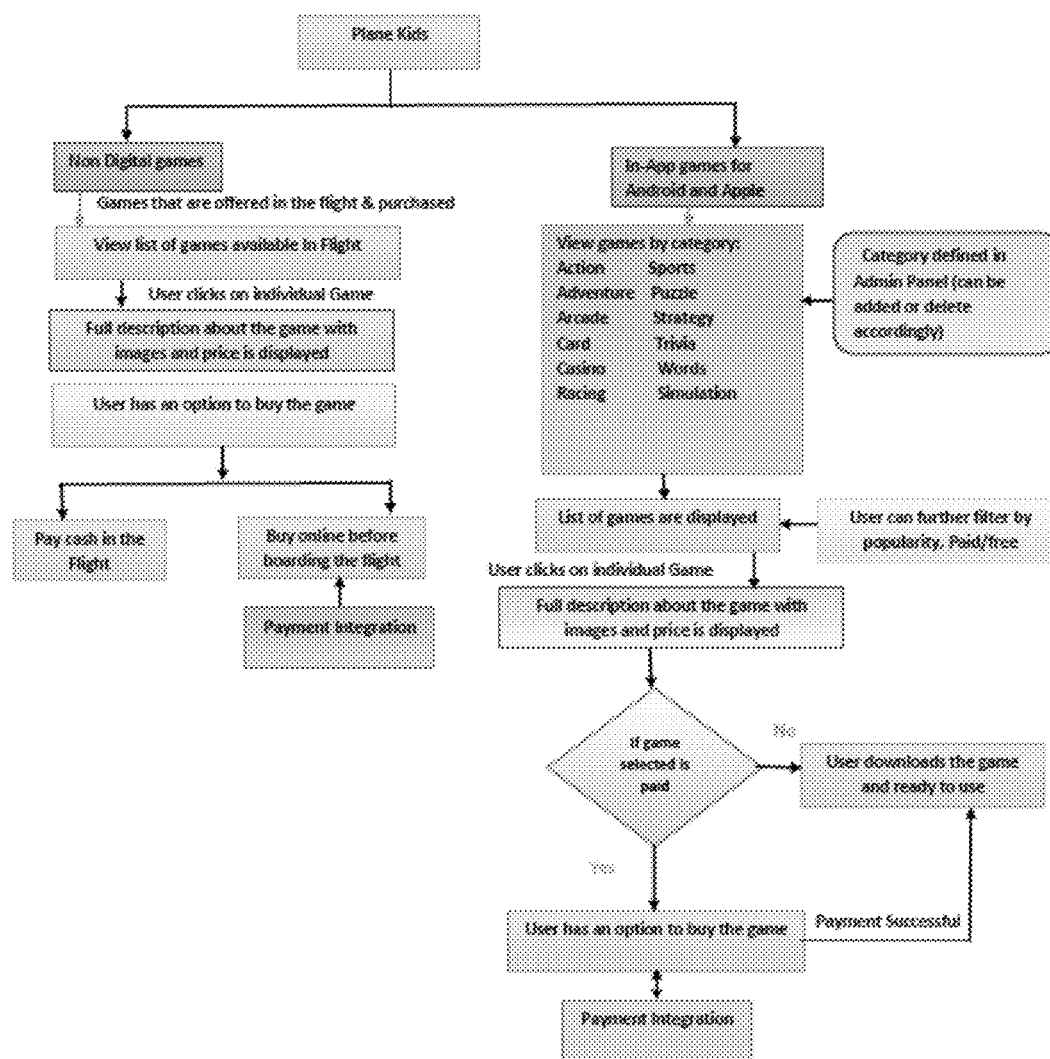 Plane Kids
Non Digital games
Games that are offered in the flight & purchased
View list of games available in Flight
User clicks on individual Game
Full description about the game with
images and price is displayed
User has an option to buy the game
Pay cash in the
Flight
Buy online before
boarding the flight
Payment Integration
In-App games for
Android and Apple
View games by category:
Action Sports
Adventure Puzzle
Arcade Strategy
Card Trivia
Casino Words
Racing Simulation
Category defined in
Admin Panel (can be
added or delete
accordingly)
List of games are displayed
User can further filter by
popularity, Paid/free
User clicks on individual Game
Full description about the game with
images and price is displayed
If game
selected is
paid
No
User downloads the game
and ready to use
Yes
User has an option to buy the game
Payment Successful
Payment Integration